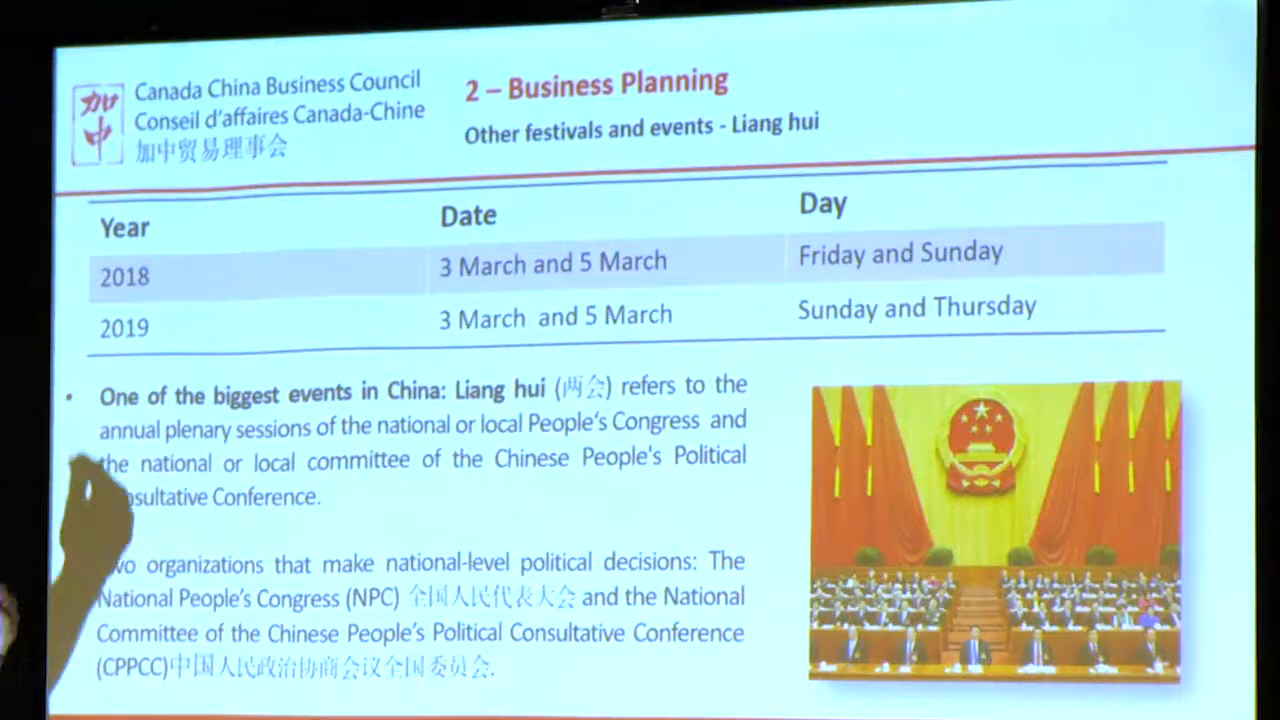 Canada China Business Council
Conseil d'affaires Canada-Chine
加中贸易理事会
加中
2 – Business Planning
Other festivals and events - Liang hui
Year Date Day
2018 3 March and 5 March Friday and Sunday
2019 3 March and 5 March Sunday and Thursday
• One of the biggest events in China: Liang hui (两会) refers to the
annual plenary sessions of the national or local People's Congress and
the national or local committee of the Chinese People's Political
nsultative Conference.
wo organizations that make national-level political decisions: The
National People's Congress (NPC) 全国人民代表大会 and the National
Committee of the Chinese People's Political Consultative Conference
(CPPCC)中国人民政治协商会议全国委员会.